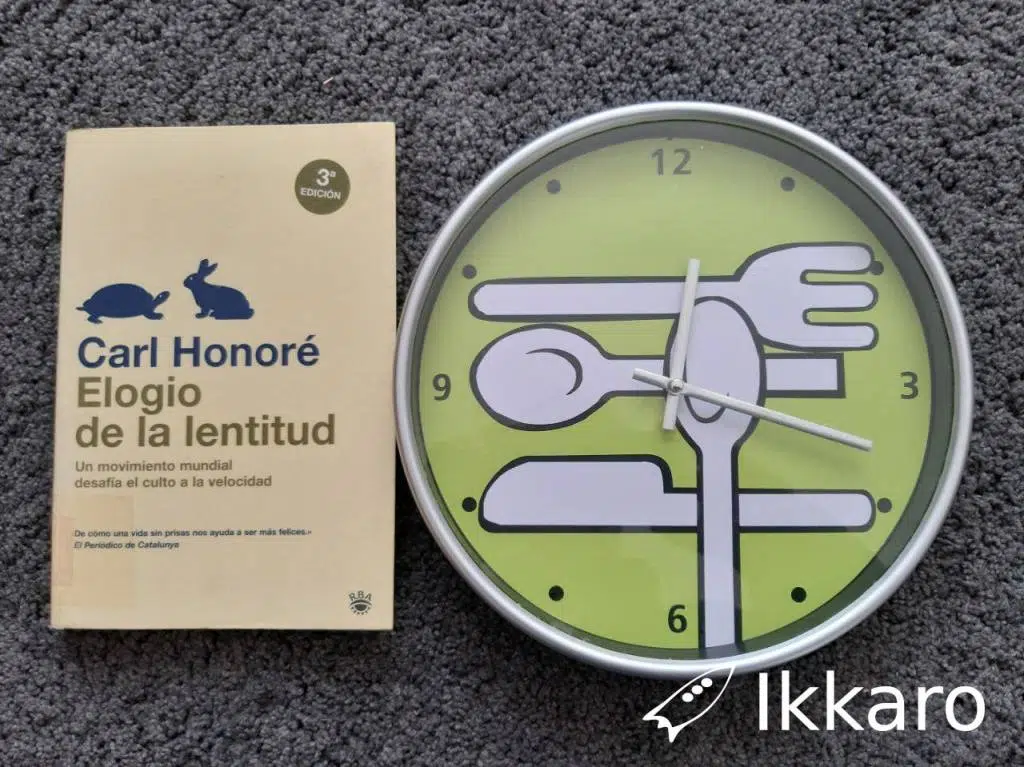 3ª
EDICIÓN
Carl Honoré
Elogio
de la lentitud
Un movimiento mundial
desafía el culto a la velocidad
«De cómo una vida sin prisas nos ayuda a ser más felices.»
El Periódico de Catalunya
RBA
12
9
3
6
Ikkaro